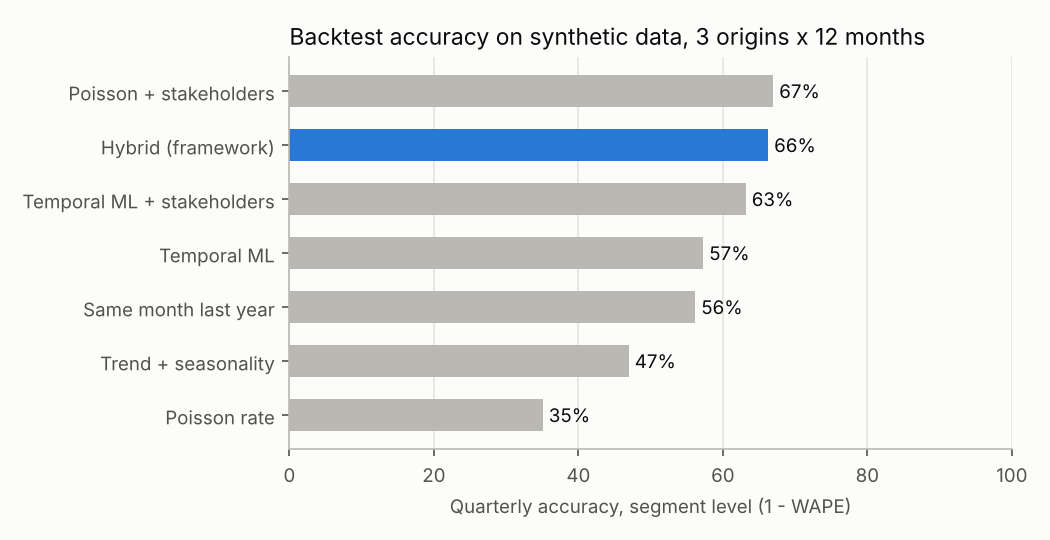 Backtest accuracy on synthetic data, 3 origins x 12 months
Poisson + stakeholders 67%
Hybrid (framework) 66%
Temporal ML + stakeholders 63%
Temporal ML 57%
Same month last year 56%
Trend + seasonality 47%
Poisson rate 35%
0 20 40 60 80 100
Quarterly accuracy, segment level (1 - WAPE)